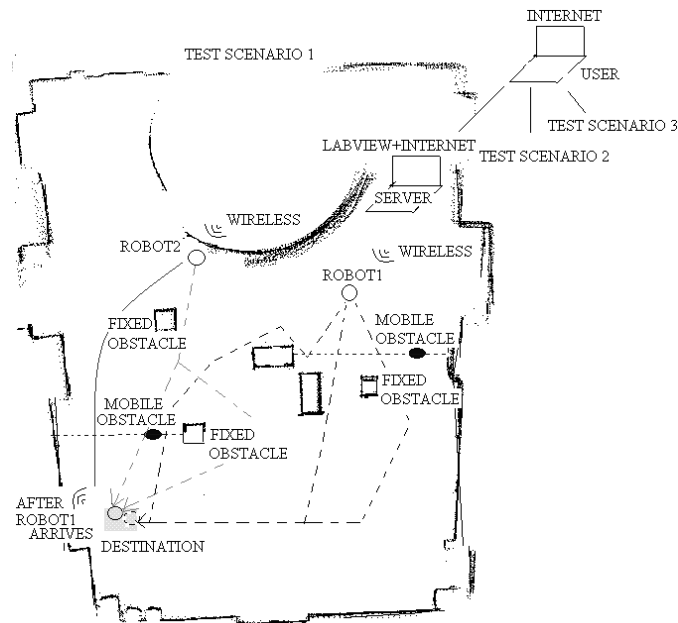 INTERNET
TEST SCENARIO 1
USER
TEST SCENARIO 3
LABVIEW+INTERNET
TEST SCENARIO 2
SERVER
WIRELESS
ROBOT2
WIRELESS
ROBOT1
FIXED
OBSTACLE
MOBILE
OBSTACLE
FIXED
OBSTACLE
MOBILE
OBSTACLE
FIXED
OBSTACLE
AFTER
ROBOT1
ARRIVES
DESTINATION